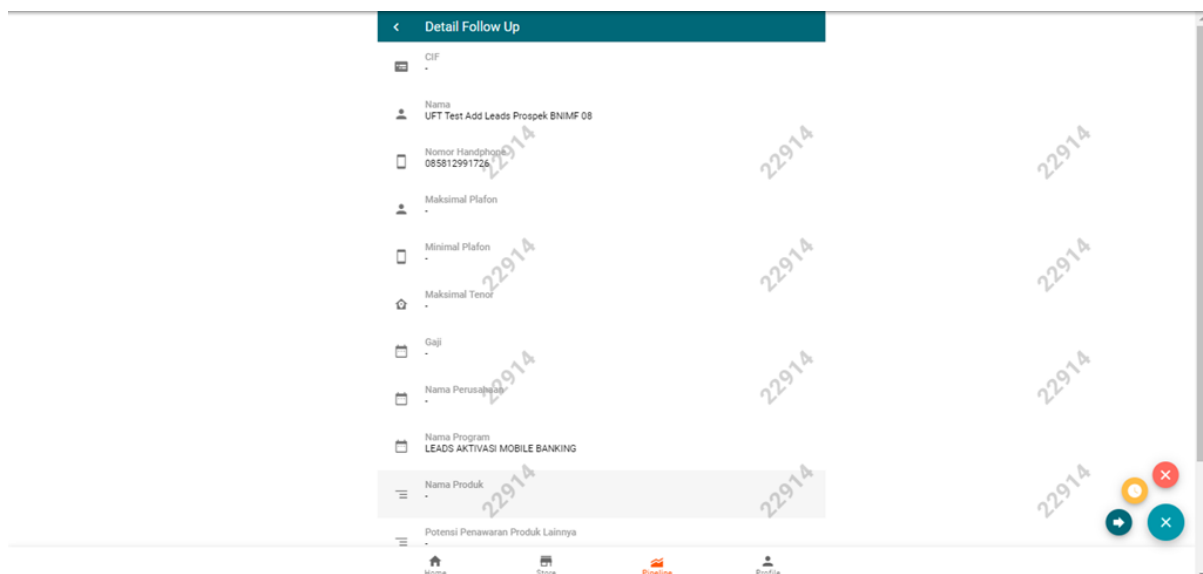 Detail Follow Up
CIF
-
Nama
UFT Test Add Leads Prospek BNIMF 08
Nomor Handphone
085812991726
Maksimal Plafon
-
Minimal Plafon
-
Maksimal Tenor
-
Gaji
-
Nama Perusahaan
-
Nama Program
LEADS AKTIVASI MOBILE BANKING
Nama Produk
-
Potensi Penawaran Produk Lainnya
-
Home
Store
Pipeline
Profile
22914
22914
22914
22914
22914
22914
22914
22914
22914
22914
22914
22914